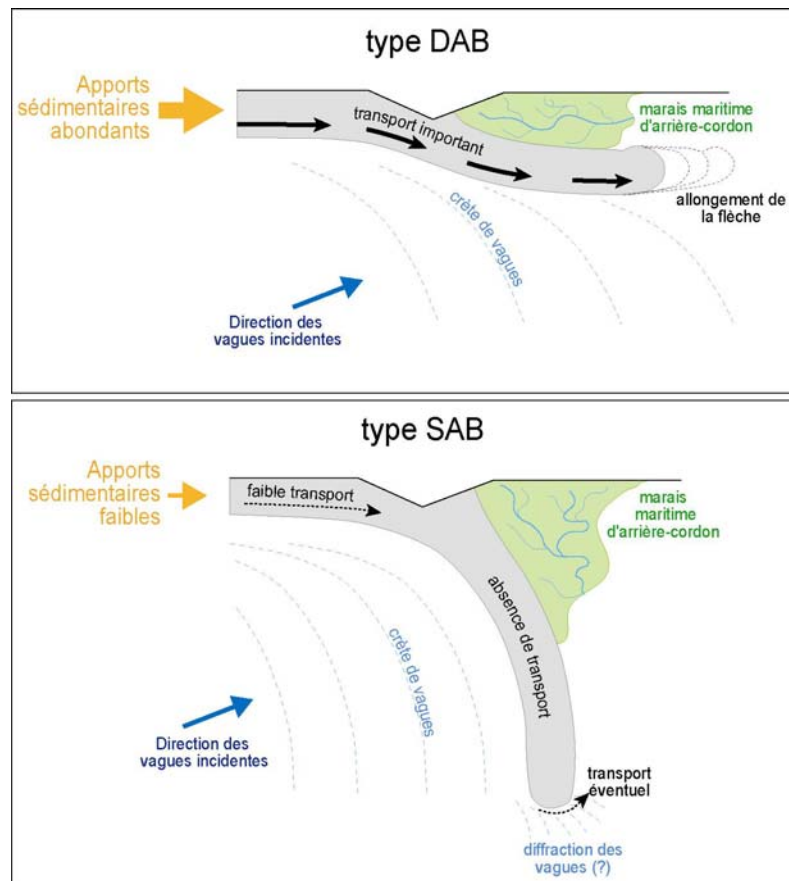 type DAB
Apports
sédimentaires
abondants
transport important
marais maritime
d'arrière-cordon
allongement de
la flèche
crète de vagues
Direction des
vagues incidentes
type SAB
Apports
sédimentaires
faibles
faible transport
marais
maritime
d'arrière-cordon
absence de transport
crète de vagues
Direction des
vagues incidentes
transport
éventuel
diffraction des
vagues (?)